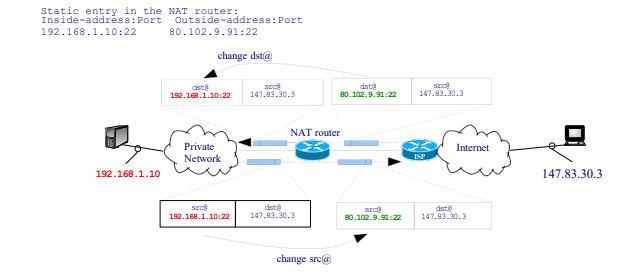 Static entry in the NAT router:
Inside-address:Port Outside-address:Port
192.168.1.10:22 80.102.9.91:22
change dst@
dst@ src@ dst@ src@
192.168.1.10:22 147.83.30.3 80.102.9.91:22 147.83.30.3
NAT router
Private
Network
ISP
Internet
192.168.1.10
147.83.30.3
src@ dst@ src@ dst@
192.168.1.10:22 147.83.30.3 80.102.9.91:22 147.83.30.3
change src@